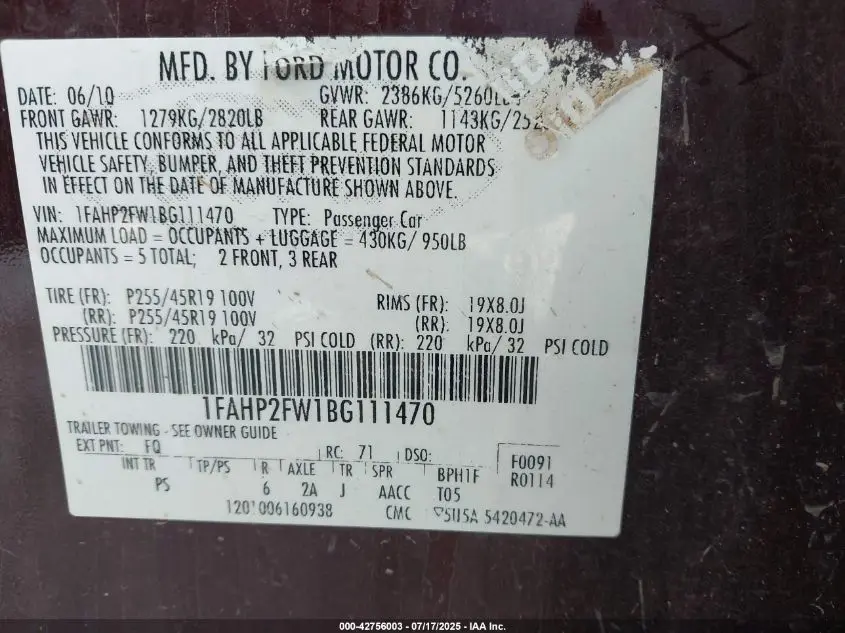 MFD. BY FORD MOTOR CO.
DATE: 06/10 GVWR: 2386KG/5260LB
FRONT GAWR: 1279KG/2820LB REAR GAWR: 1143KG/252
THIS VEHICLE CONFORMS TO ALL APPLICABLE FEDERAL MOTOR
VEHICLE SAFETY, BUMPER, AND THEFT PREVENTION STANDARDS
IN EFFECT ON THE DATE OF MANUFACTURE SHOWN ABOVE.
VIN: 1FAHP2FW1BG111470 TYPE: Passenger Car
MAXIMUM LOAD = OCCUPANTS + LUGGAGE = 430KG/ 950LB
OCCUPANTS = 5 TOTAL; 2 FRONT, 3 REAR
TIRE (FR): P255/45R19 100V RIMS (FR): 19X8.0J
(RR): P255/45R19 100V (RR): 19X8.0J
PRESSURE (FR): 220 kPa/ 32 PSI COLD (RR): 220 kPa/ 32 PSI COLD
1FAHP2FW1BG111470
TRAILER TOWING - SEE OWNER GUIDE
EXT PNT: FQ RC: 71 DSO: F0091
INT TR TP/PS R AXLE TR SPR BPH1F R0114
PS 6 2A J AACC T05
1201006160938 CMC 5U5A 5420472-AA
000-42756003 - 07/17/2025 - IAA Inc.